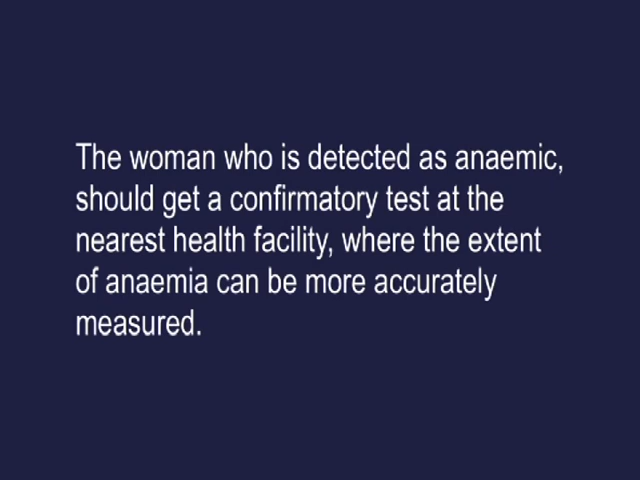 The woman who is detected as anaemic,
should get a confirmatory test at the
nearest health facility, where the extent
of anaemia can be more accurately
measured.